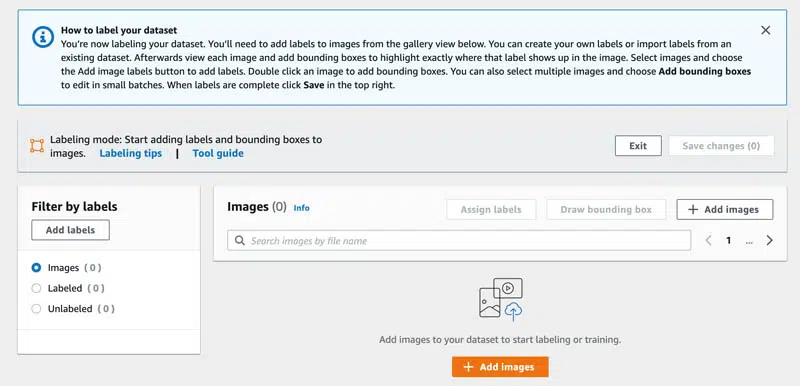 How to label your dataset
You're now labeling your dataset. You'll need to add labels to images from the gallery view below. You can create your own labels or import labels from an
existing dataset. Afterwards view each image and add bounding boxes to highlight exactly where that label shows up in the image. Select images and choose
the Add image labels button to add labels. Double click an image to add bounding boxes. You can also select multiple images and choose Add bounding boxes
to edit in small batches. When labels are complete click Save in the top right.
Labeling mode: Start adding labels and bounding boxes to
images. Labeling tips | Tool guide
Exit
Save changes (0)
Filter by labels
Add labels
Images ( 0 )
Labeled ( 0 )
Unlabeled ( 0 )
Images (0) Info
Assign labels
Draw bounding box
+ Add images
Search images by file name
< 1 ... >
Add images to your dataset to start labeling or training.
+ Add images